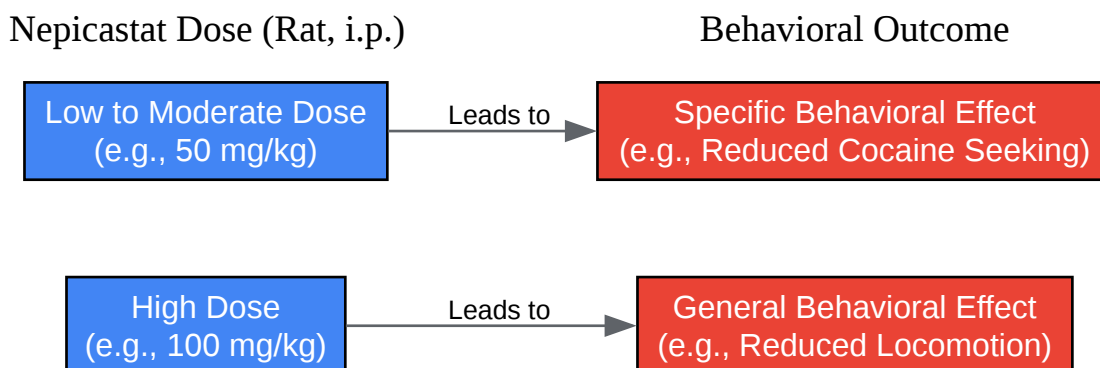 Nepicastat Dose (Rat, i.p.)
Behavioral Outcome
Low to Moderate Dose
(e.g., 50 mg/kg)
Leads to
Specific Behavioral Effect
(e.g., Reduced Cocaine Seeking)
High Dose
(e.g., 100 mg/kg)
Leads to
General Behavioral Effect
(e.g., Reduced Locomotion)